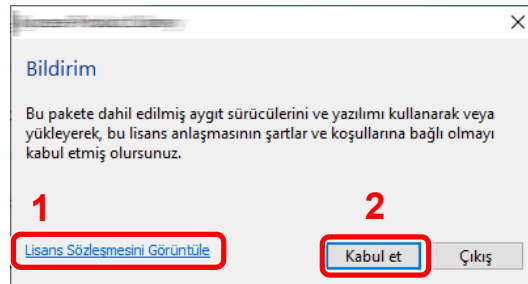 Bildirim
Bu pakete dahil edilmiş aygıt sürücülerini ve yazılımı kullanarak veya
yükleyerek, bu lisans anlaşmasının şartlar ve koşullarına bağlı olmayı
kabul etmiş olursunuz.
1
2
Lisans Sözleşmesini Görüntüle
Kabul et
Çıkış